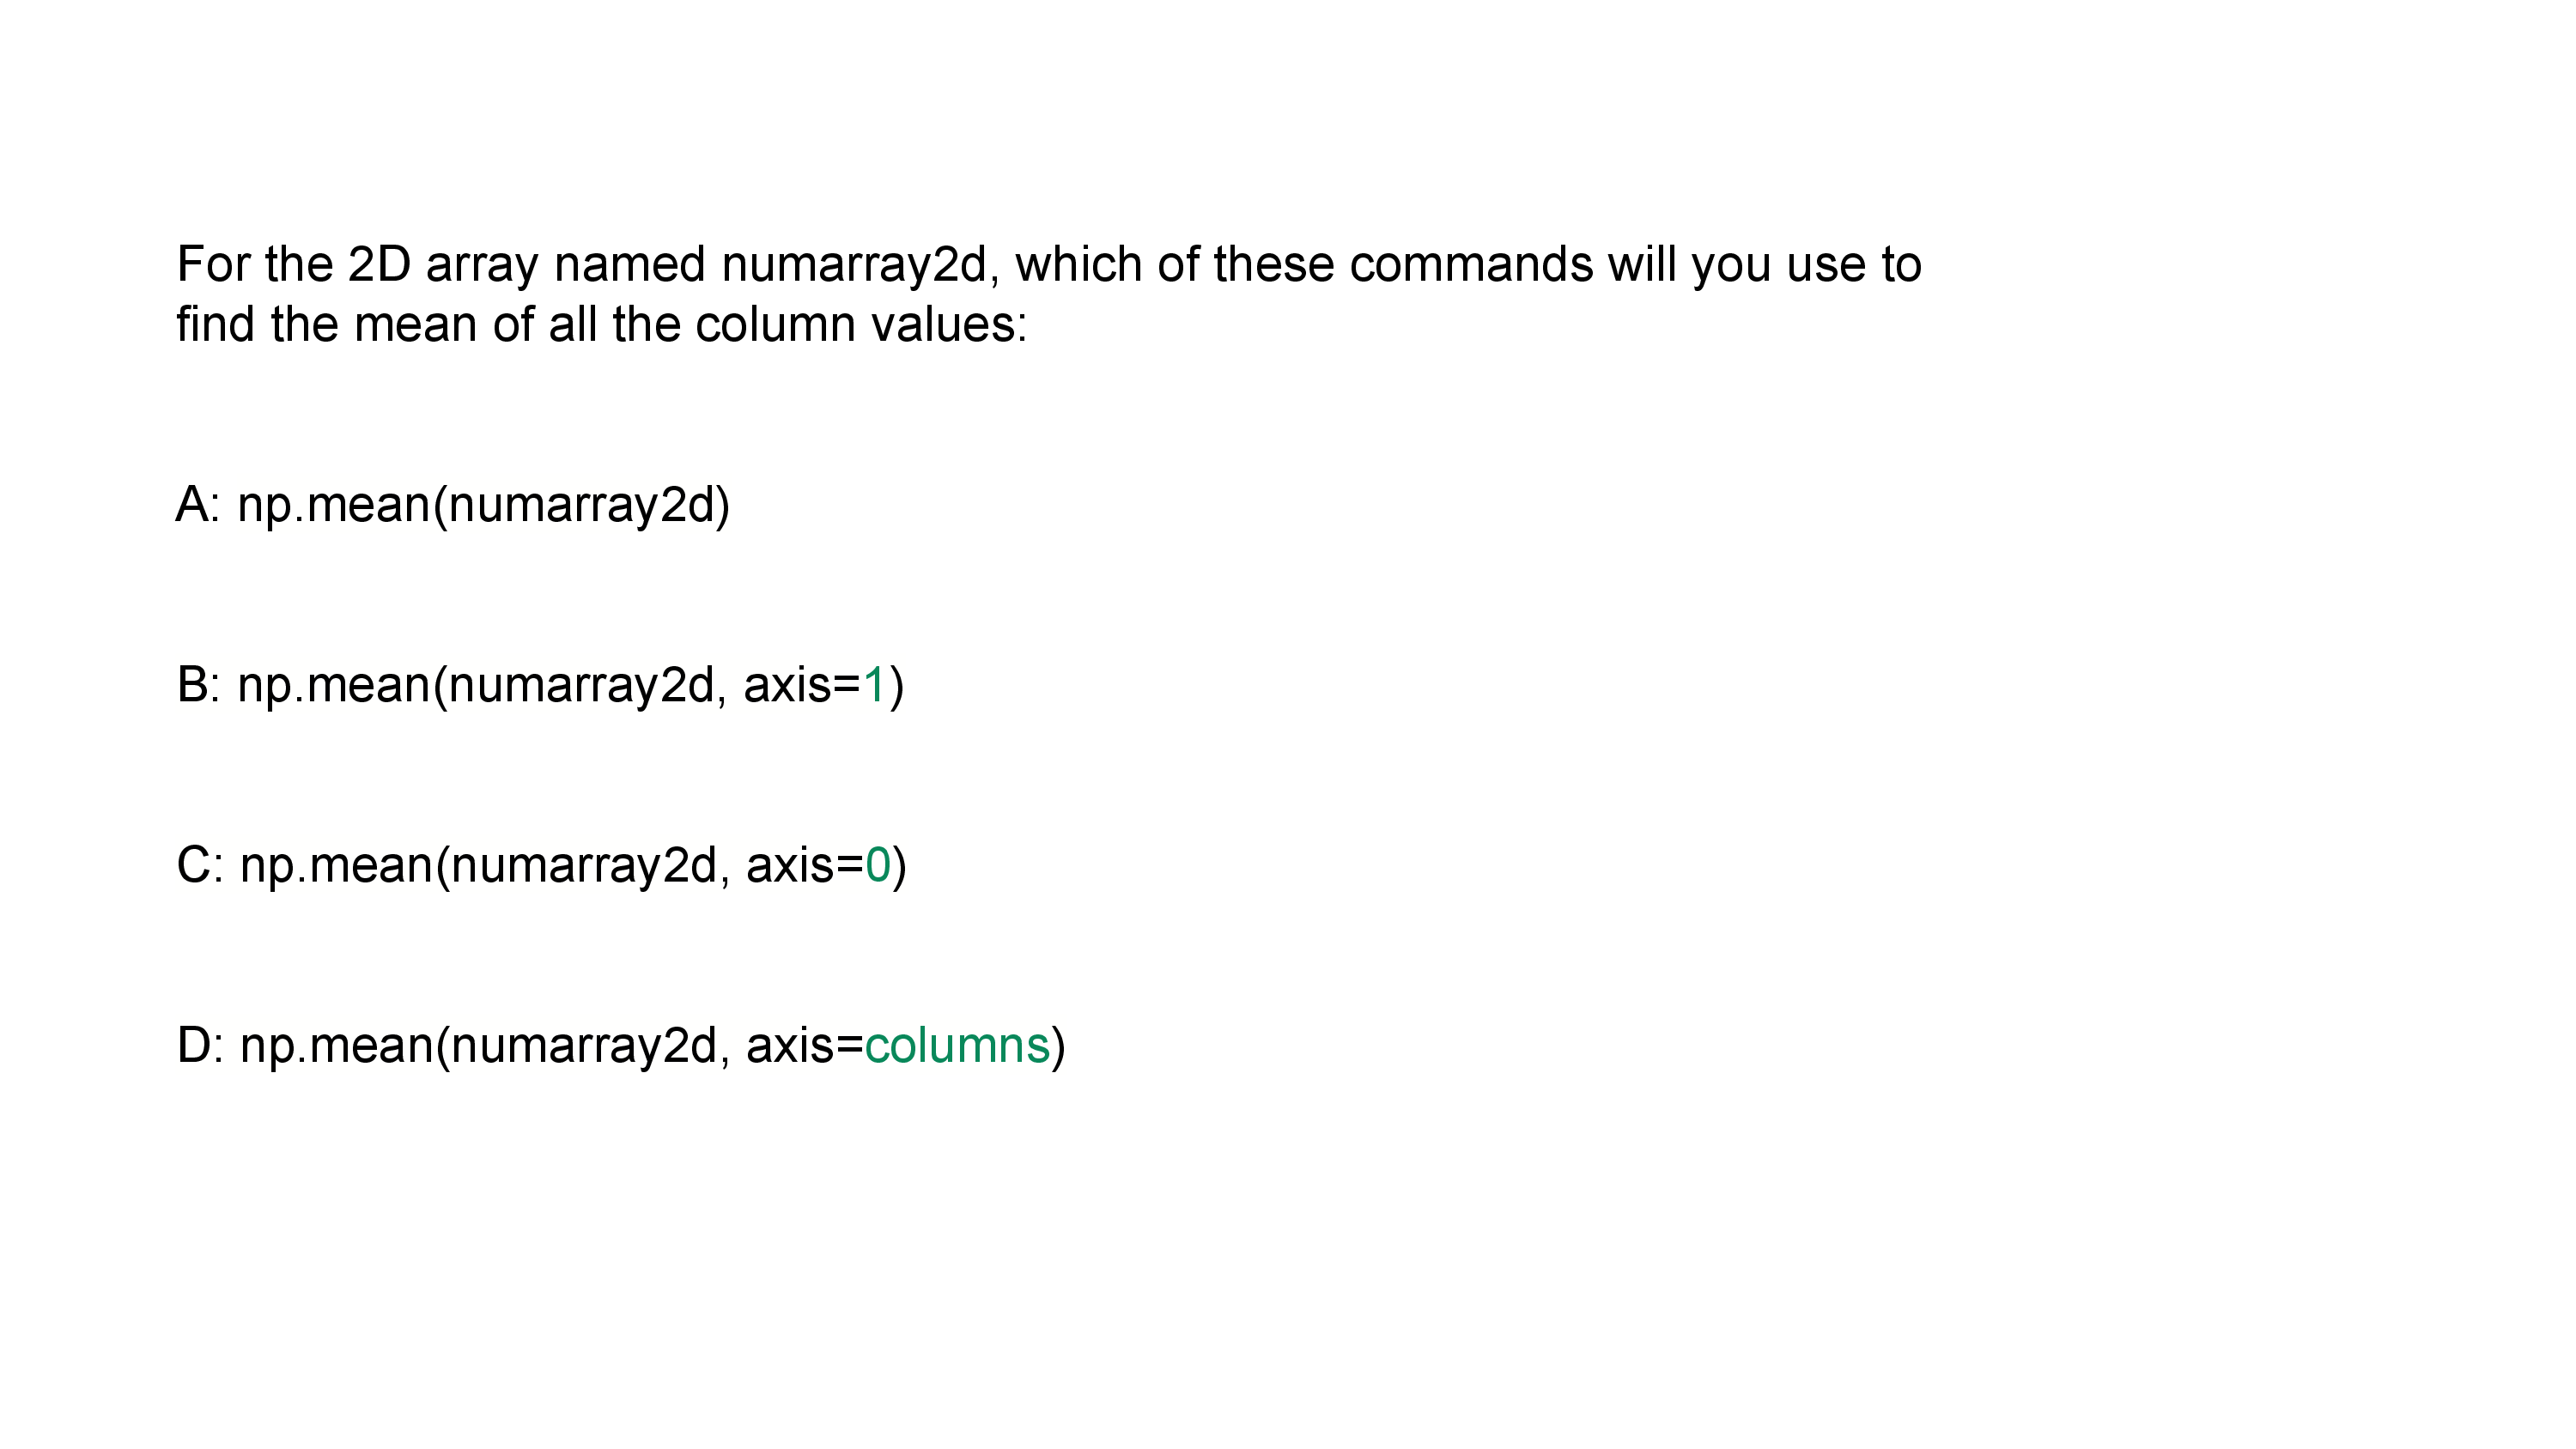 For the 2D array named numarray2d, which of these commands will you use to
find the mean of all the column values:
A: np.mean(numarray2d)
B: np.mean(numarray2d, axis=1)
C: np.mean(numarray2d, axis=0)
D: np.mean(numarray2d, axis=columns)